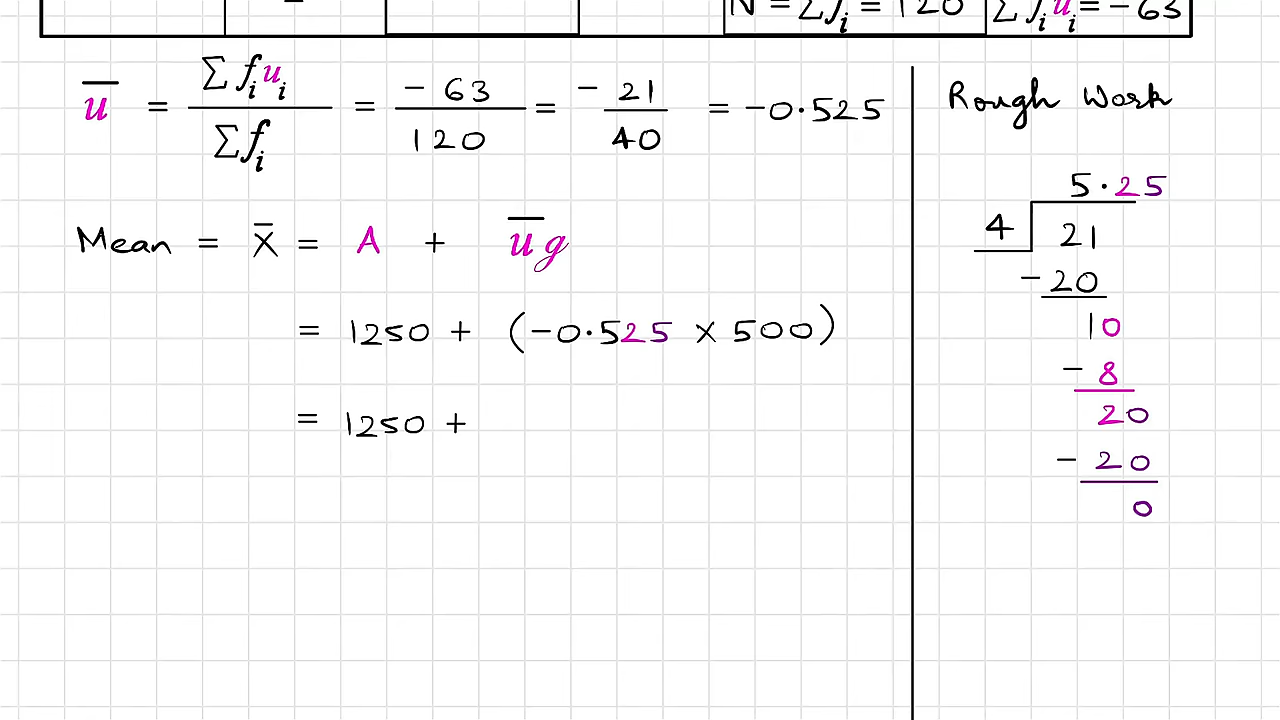 N = Σfᵢ = 120 Σfᵢuᵢ = -63
u̅ = Σfᵢuᵢ / Σfᵢ = -63 / 120 = -21 / 40 = -0.525
Mean = X̄ = A + u̅g
= 1250 + (-0.525 × 500)
= 1250 +
Rough Work
5.25
4 21
-20
10
-8
20
-20
0